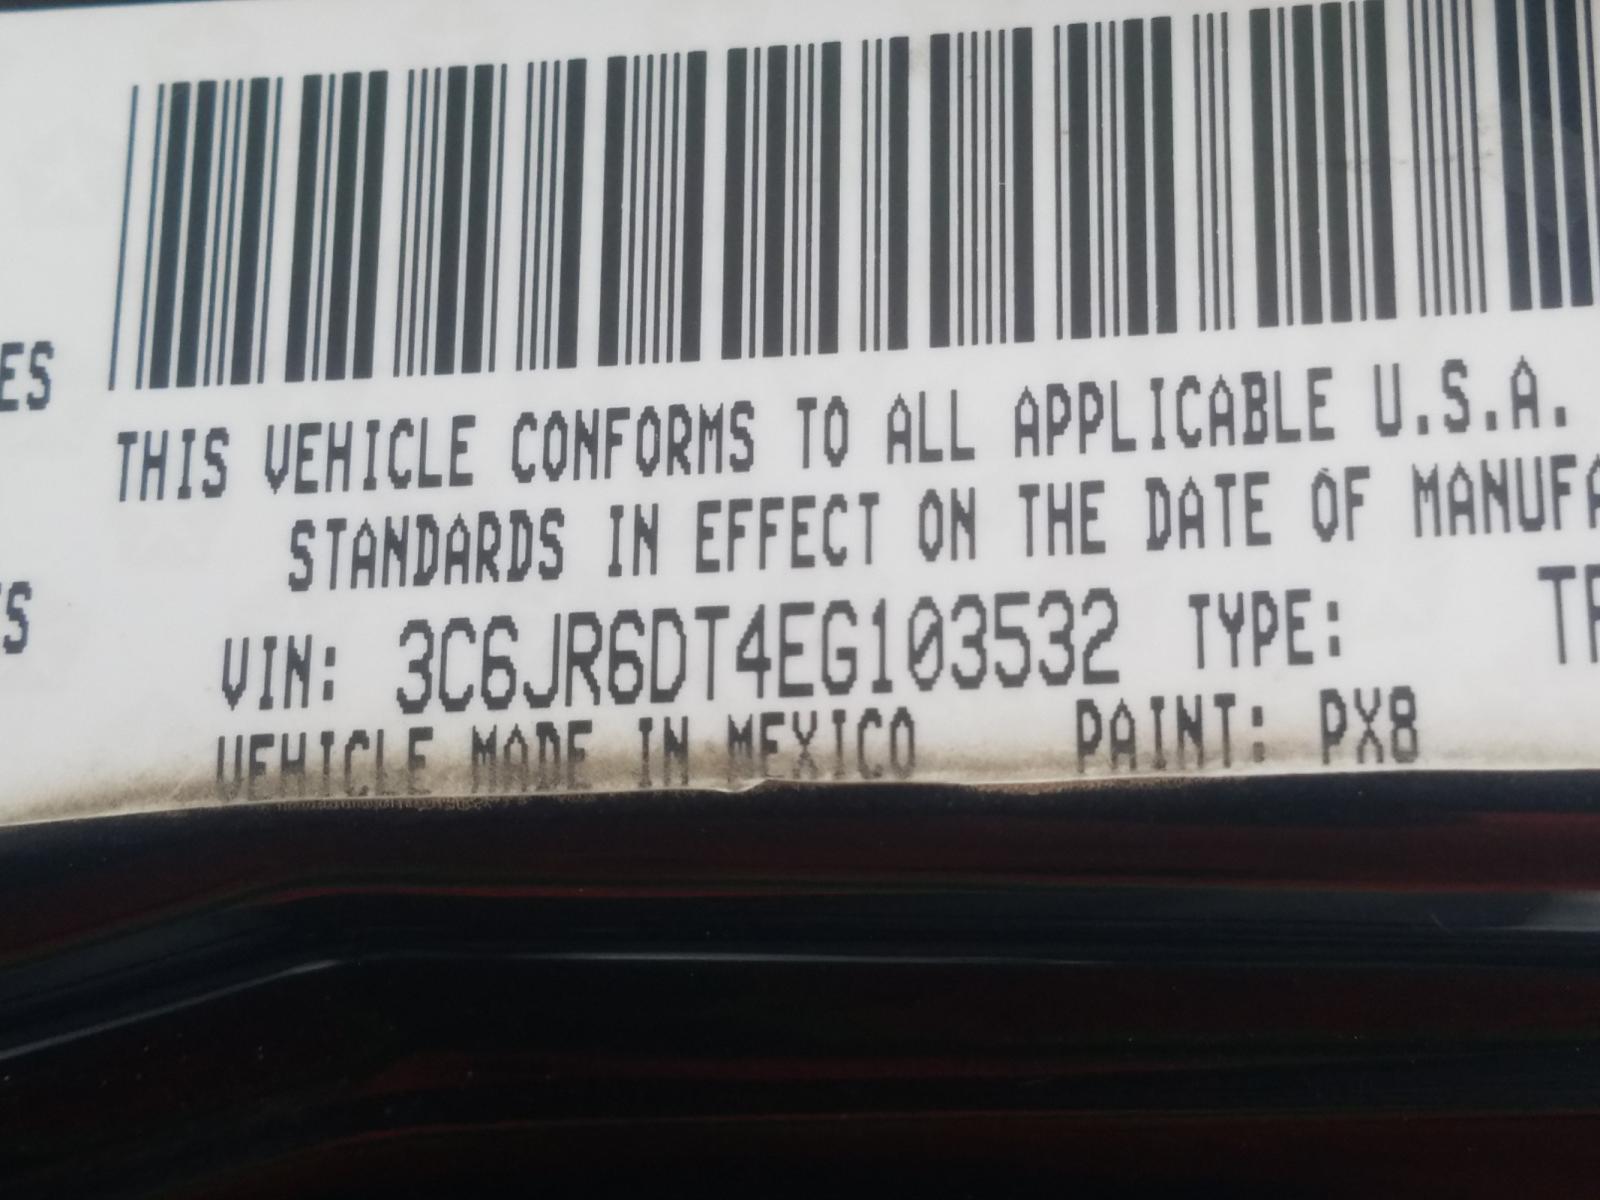 ES
THIS VEHICLE CONFORMS TO ALL APPLICABLE U.S.A.
STANDARDS IN EFFECT ON THE DATE OF MANUFA
VIN: 3C6JR6DT4EG103532 TYPE: TR
VEHICLE MADE IN MEXICO PAINT: PX8